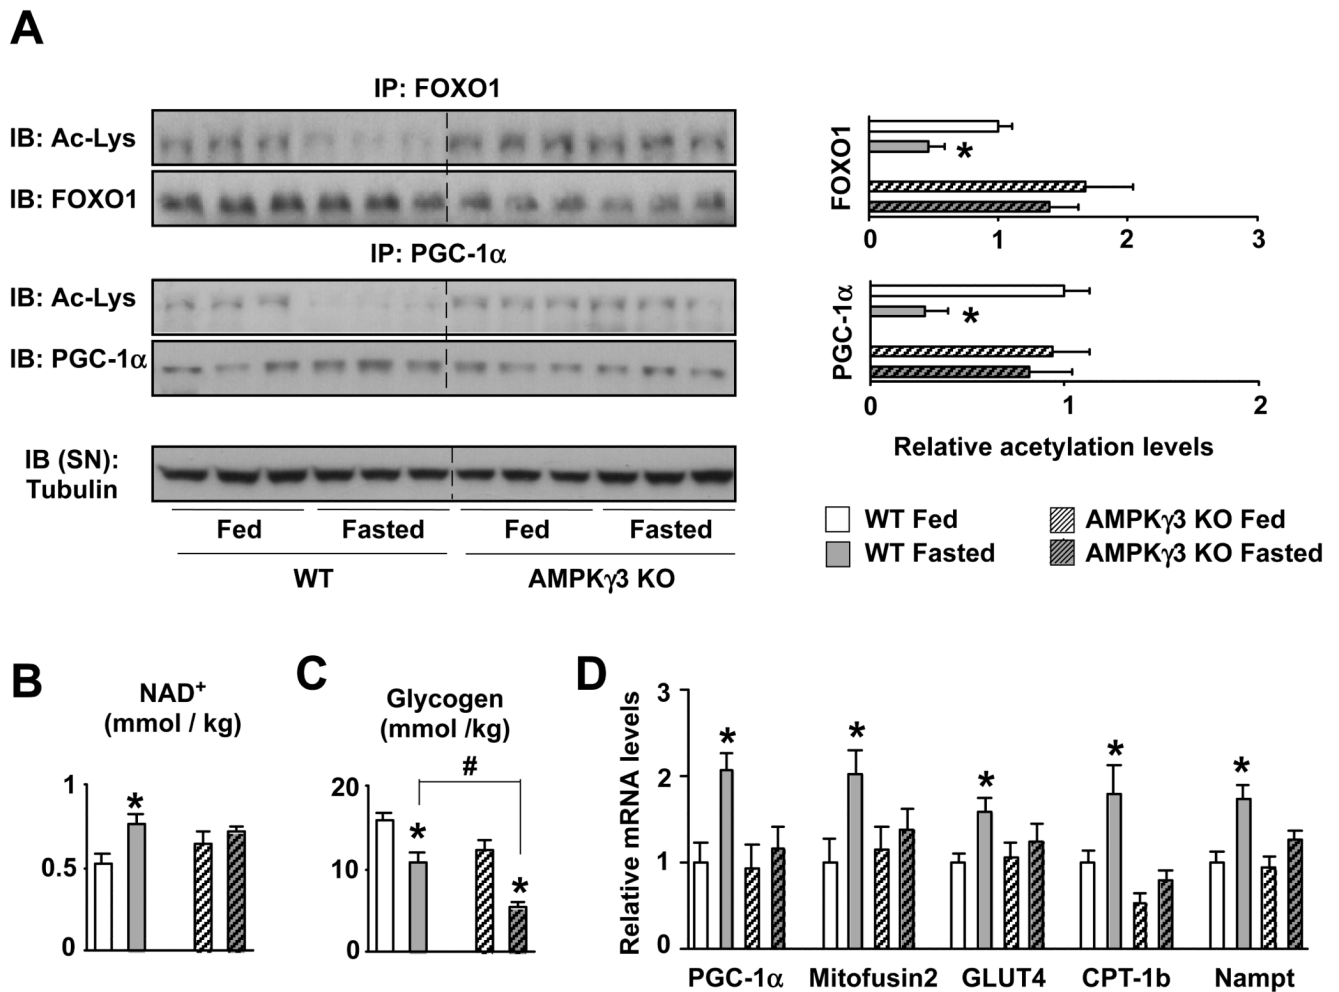 A
IP: FOXO1
IB: Ac-Lys
IB: FOXO1
IP: PGC-1α
IB: Ac-Lys
IB: PGC-1α
IB (SN):
Tubulin
Fed Fasted Fed Fasted
WT AMPKγ3 KO
FOXO1
*
0 1 2 3
PGC-1α
*
0 1 2
Relative acetylation levels
WT Fed AMPKγ3 KO Fed
WT Fasted AMPKγ3 KO Fasted
B
NAD+
(mmol / kg)
1
0.5
0
*
C
Glycogen
(mmol /kg)
#
20
10
0
* *
D
Relative mRNA levels
3
2
1
0
* * * * *
PGC-1α Mitofusin2 GLUT4 CPT-1b Nampt